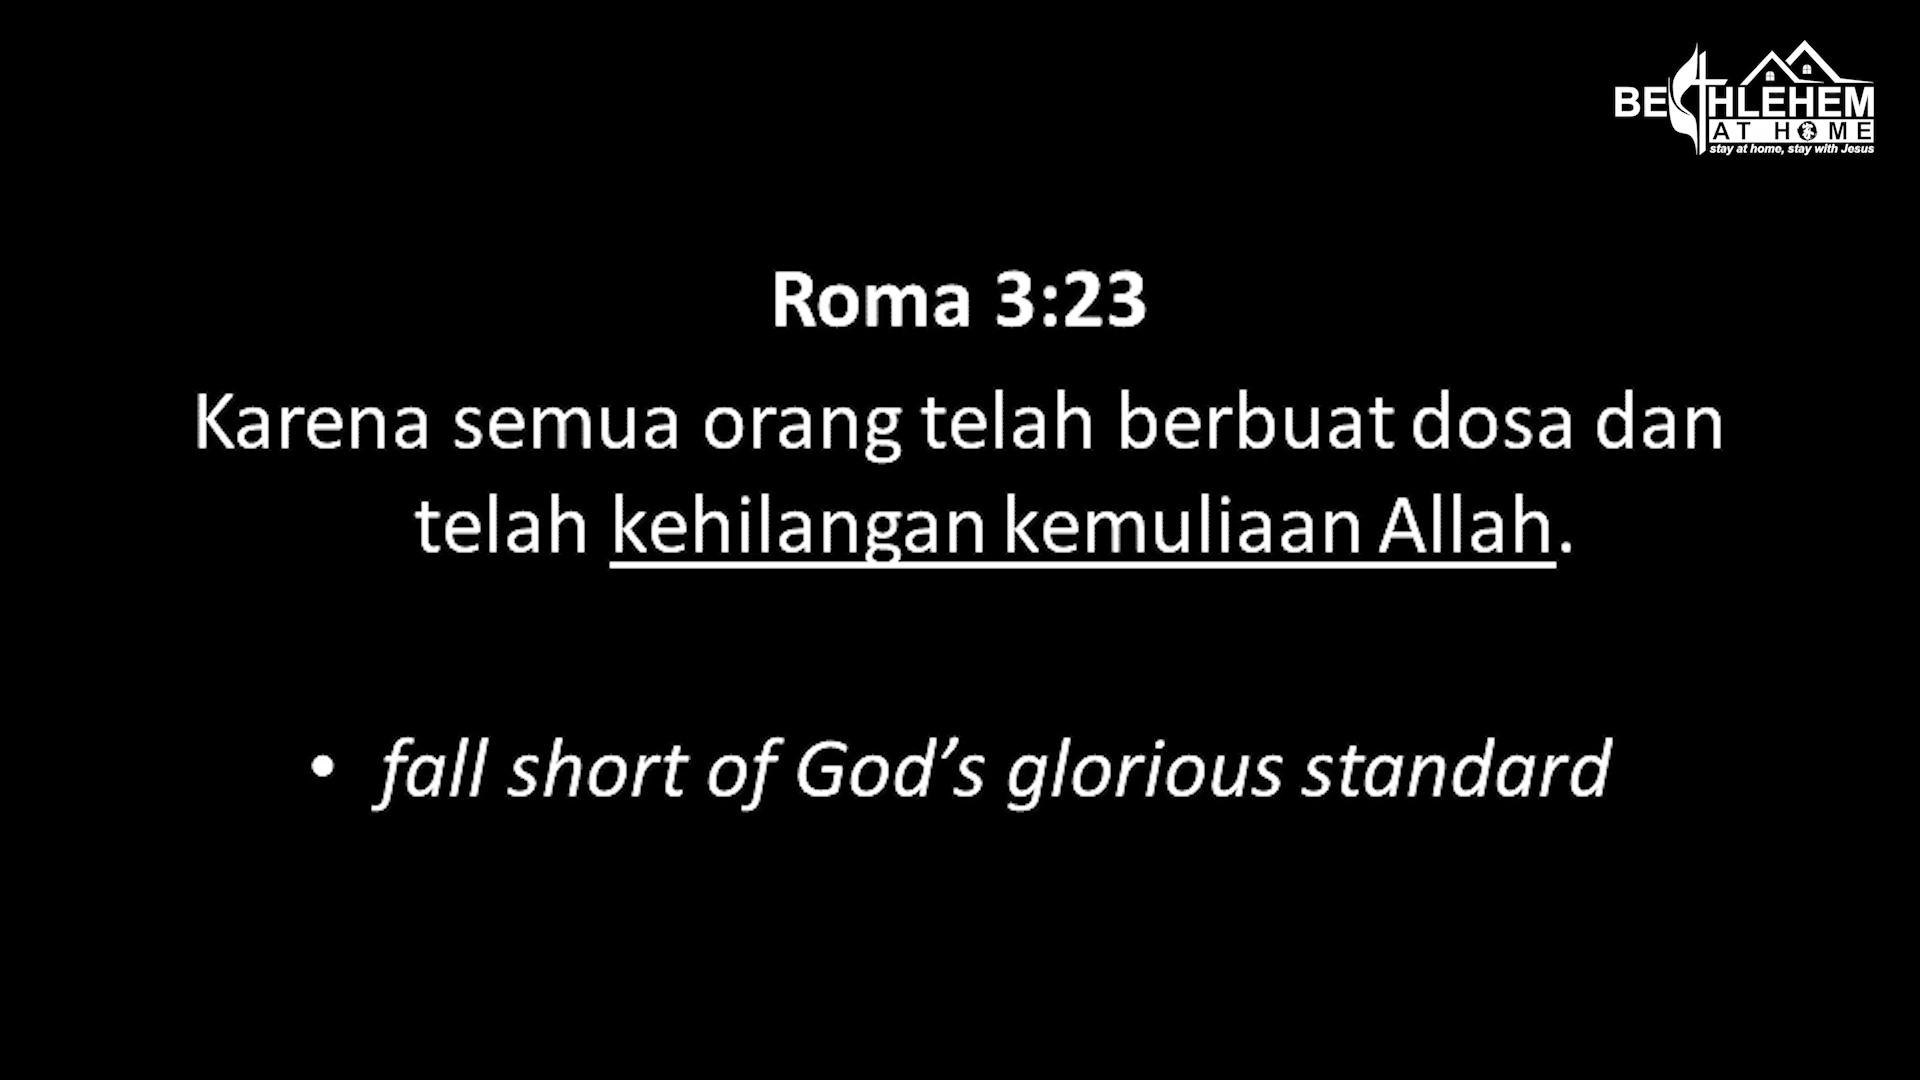 BETHLEHEM
AT HOME
stay at home, stay with Jesus
Roma 3:23
Karena semua orang telah berbuat dosa dan
telah kehilangan kemuliaan Allah.
• fall short of God’s glorious standard